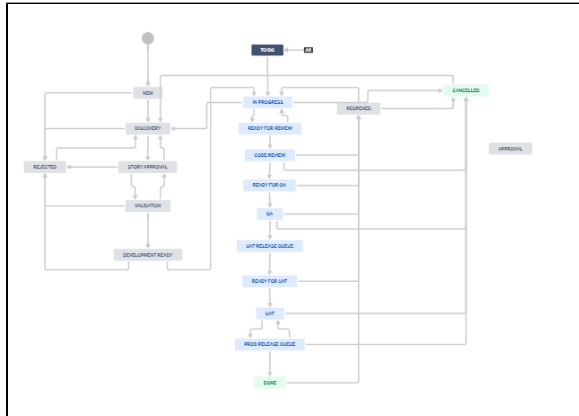 TO DO
All
NEW
IN PROGRESS
CANCELLED
REOPENED
DISCOVERY
READY FOR REVIEW
APPROVAL
CODE REVIEW
REJECTED
STORY APPROVAL
READY FOR QA
VALIDATION
QA
UAT RELEASE QUEUE
DEVELOPMENT READY
READY FOR UAT
UAT
PROD RELEASE QUEUE
DONE